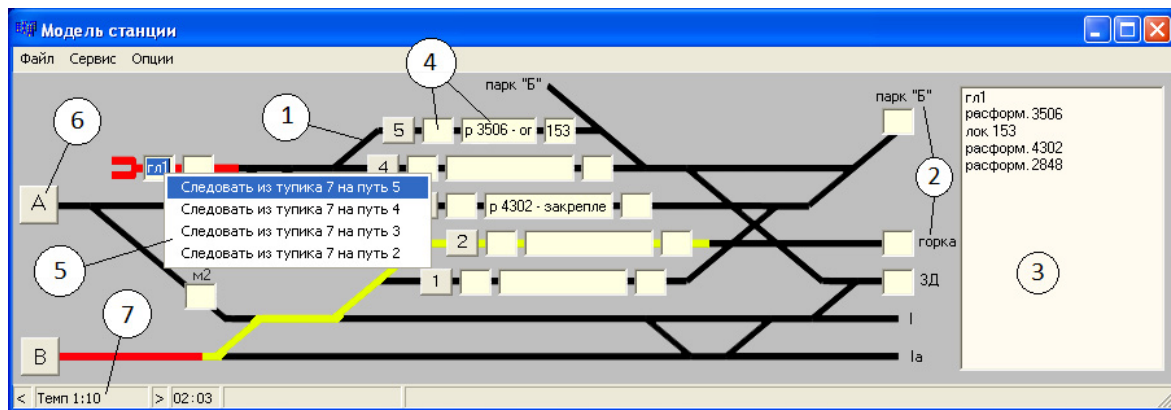 Модель станции
Файл Сервис Опции
4
парк "Б"
парк "Б"
гл1
расформ. 3506
лок 153
расформ. 4302
расформ. 2848
6
1
5
р 3506 - ог
153
гл1
4
2
Следовать из тупика 7 на путь 5
Следовать из тупика 7 на путь 4
Следовать из тупика 7 на путь 3
Следовать из тупика 7 на путь 2
А
р 4302 - закрепле
2
горка
5
м2
1
ЗД
3
7
I
В
Iа
< Темп 1:10 > 02:03